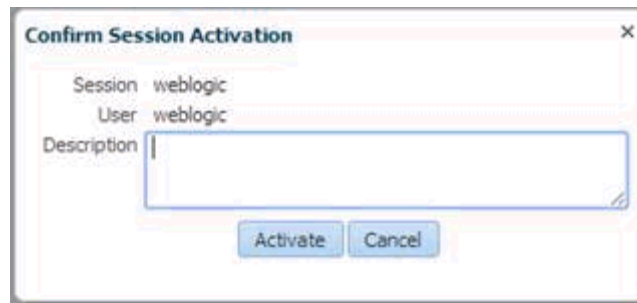 Confirm Session Activation
Session weblogic
User weblogic
Description
Activate Cancel